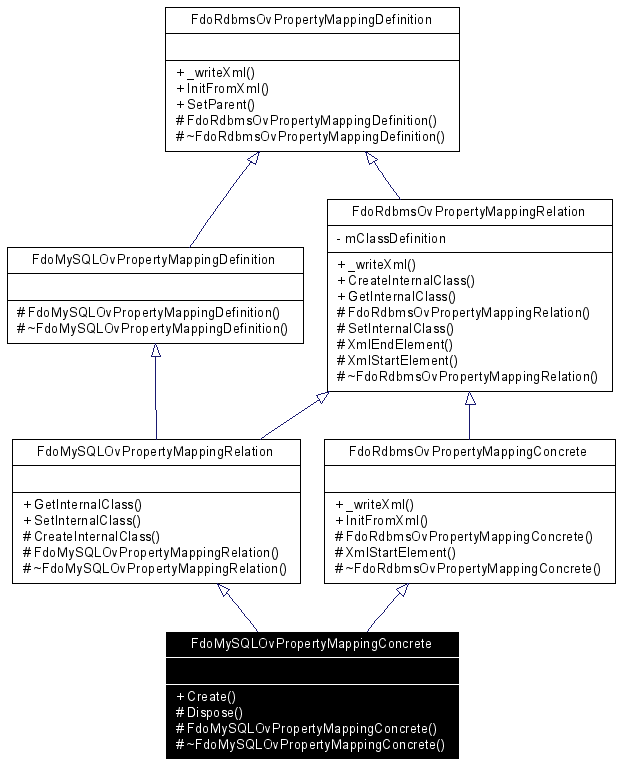 FdoRdbmsOvPropertyMappingDefinition
+ _writeXml()
+ InitFromXml()
+ SetParent()
# FdoRdbmsOvPropertyMappingDefinition()
# ~FdoRdbmsOvPropertyMappingDefinition()
FdoMySQLOvPropertyMappingDefinition
# FdoMySQLOvPropertyMappingDefinition()
# ~FdoMySQLOvPropertyMappingDefinition()
FdoRdbmsOvPropertyMappingRelation
- mClassDefinition
+ _writeXml()
+ CreateInternalClass()
+ GetInternalClass()
# FdoRdbmsOvPropertyMappingRelation()
# SetInternalClass()
# XmlEndElement()
# XmlStartElement()
# ~FdoRdbmsOvPropertyMappingRelation()
FdoMySQLOvPropertyMappingRelation
+ GetInternalClass()
+ SetInternalClass()
# CreateInternalClass()
# FdoMySQLOvPropertyMappingRelation()
# ~FdoMySQLOvPropertyMappingRelation()
FdoRdbmsOvPropertyMappingConcrete
+ _writeXml()
+ InitFromXml()
# FdoRdbmsOvPropertyMappingConcrete()
# XmlStartElement()
# ~FdoRdbmsOvPropertyMappingConcrete()
FdoMySQLOvPropertyMappingConcrete
+ Create()
# Dispose()
# FdoMySQLOvPropertyMappingConcrete()
# ~FdoMySQLOvPropertyMappingConcrete()